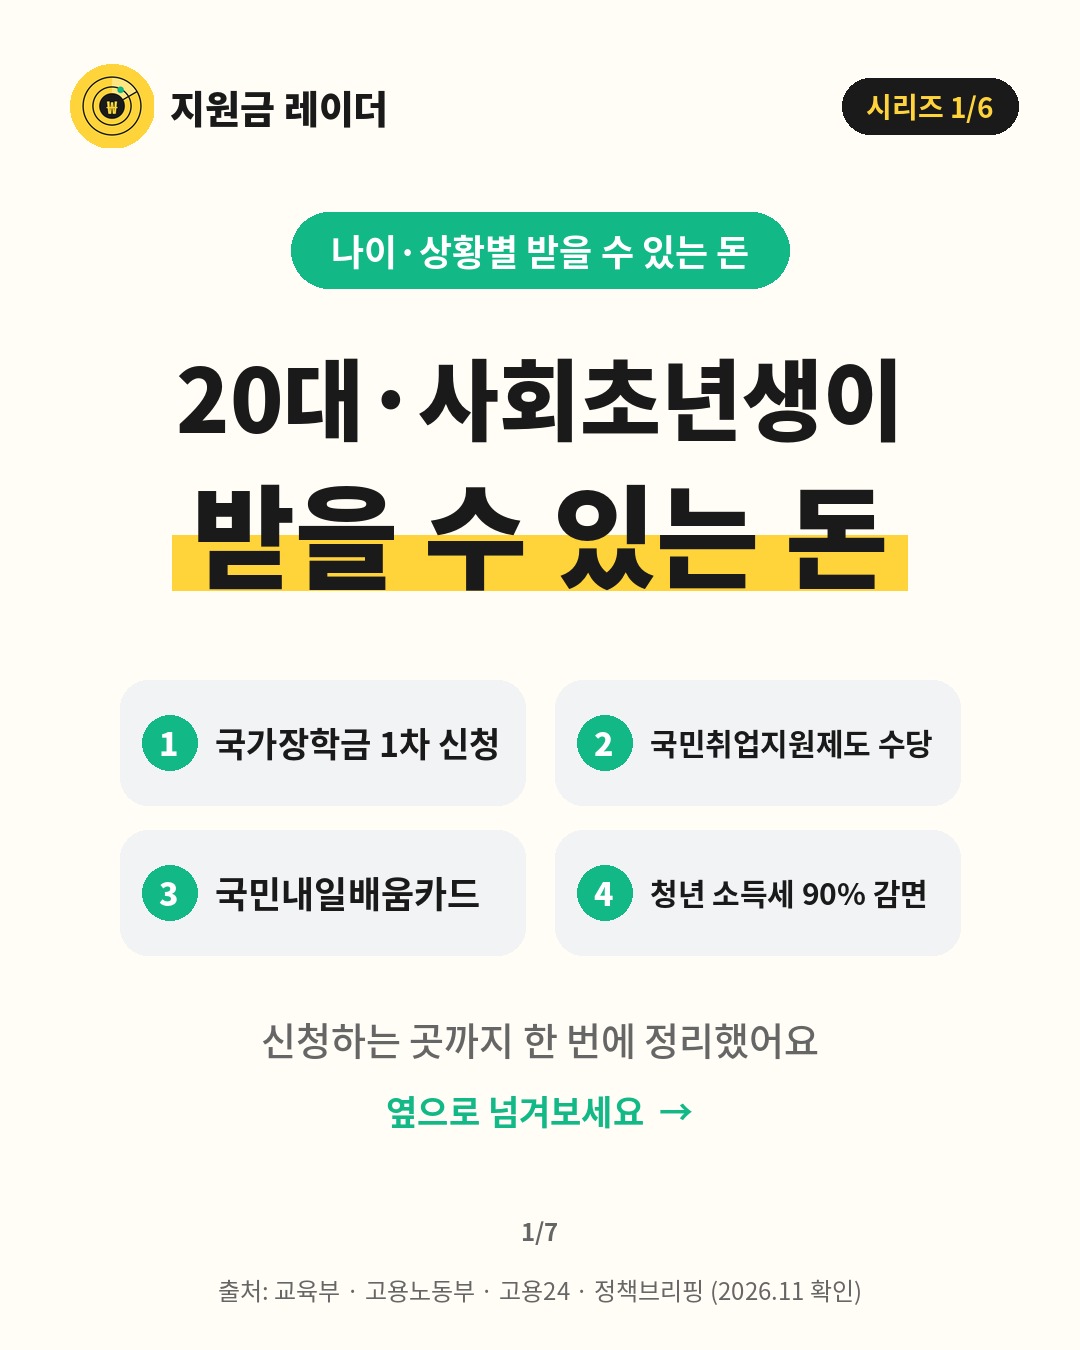 ₩
지원금 레이더
시리즈 1/6
나이·상황별 받을 수 있는 돈
20대·사회초년생이
받을 수 있는 돈
1 국가장학금 1차 신청
2 국민취업지원제도 수당
3 국민내일배움카드
4 청년 소득세 90% 감면
신청하는 곳까지 한 번에 정리했어요
옆으로 넘겨보세요 →
1/7
출처: 교육부 · 고용노동부 · 고용24 · 정책브리핑 (2026.11 확인)